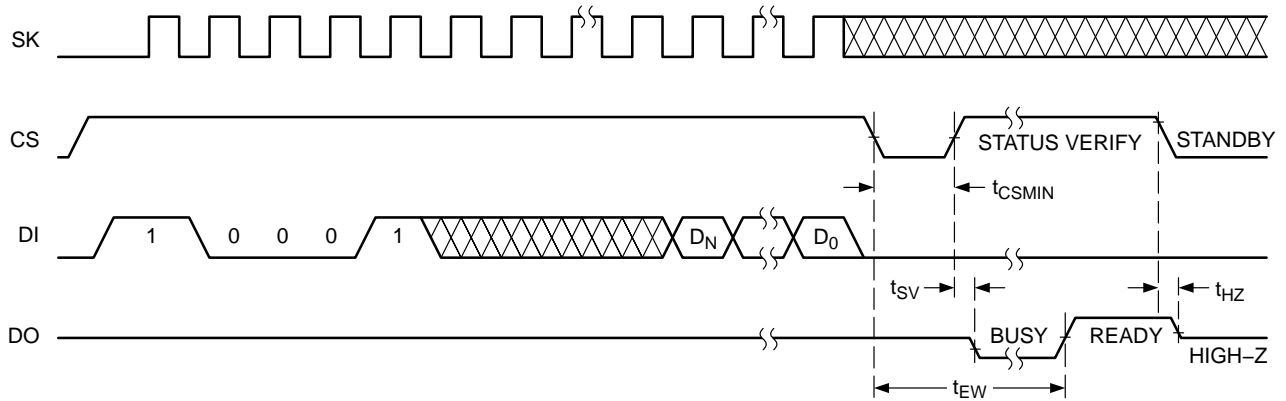 SK
CS
STATUS VERIFY
STANDBY
tCSMIN
DI
1 0 0 0 1
DN
D0
tSV
tHZ
DO
BUSY
READY
HIGH–Z
tEW